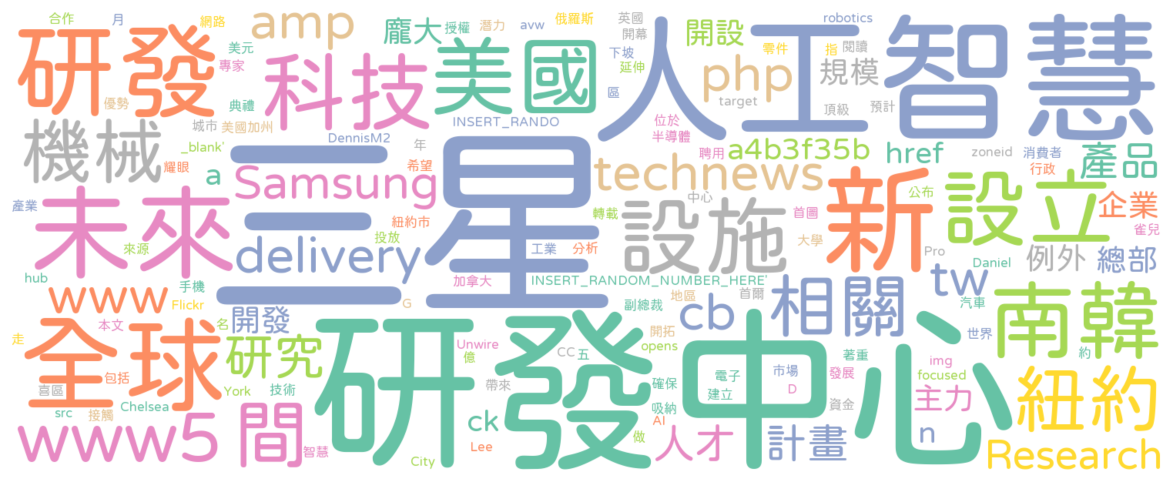 合作
月
網路
amp
龐大
授權
潛力
avw
俄羅斯
英國
開幕
robotics
人工智慧
研發
美元
專家
科技
美國
下坡
延伸
開設
php
零件
指
閱讀
規模
優勢
典禮
區
target
頂級
預計
機械
城市
美國加州
INSERT_RANDO
DennisM2
位於
半導體
_blank'
耀眼
年
希望
technews
聘用
a4b3f35b
href
zoneid
消費者
行政
產品
a
Samsung
三星
中心
新
設立
公布
企業
產業
未來
紐約市
轉載
設施
首圖
雀兒
來源
delivery
投放
工業
分析
大學
Pro
Daniel
例外
總部
hub
手機
加拿大
INSERT_RANDOM_NUMBER_HERE'
tw
www
Flickr
G
副總裁
地區
首爾
相關
汽車
南韓
本文
名
開發
cb
開拓
世界
走
全球
研究
研發中心
Unwire
億
CC
五
opens
著重
約
喜區
包括
York
技術
帶來
確保
電子
建立
市場
D
發展
img
focused
主力
紐約
src
接觸
Chelsea
ck
吸納
AI
資金
n
www5
間
智慧
City
Lee
做
人才
計畫
Research